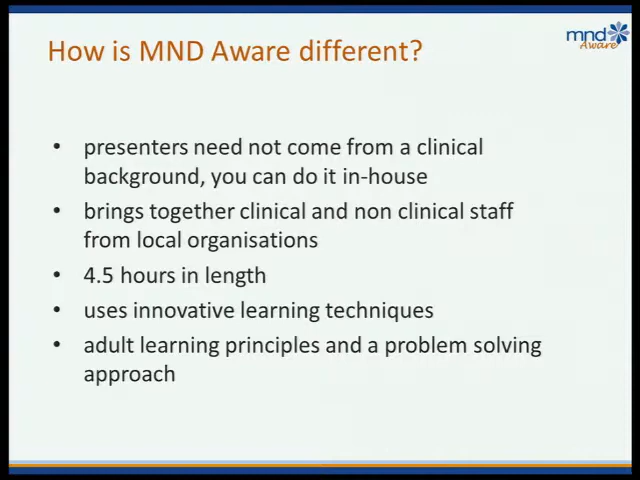 How is MND Aware different?
mnd
Aware
• presenters need not come from a clinical
background, you can do it in-house
• brings together clinical and non clinical staff
from local organisations
• 4.5 hours in length
• uses innovative learning techniques
• adult learning principles and a problem solving
approach